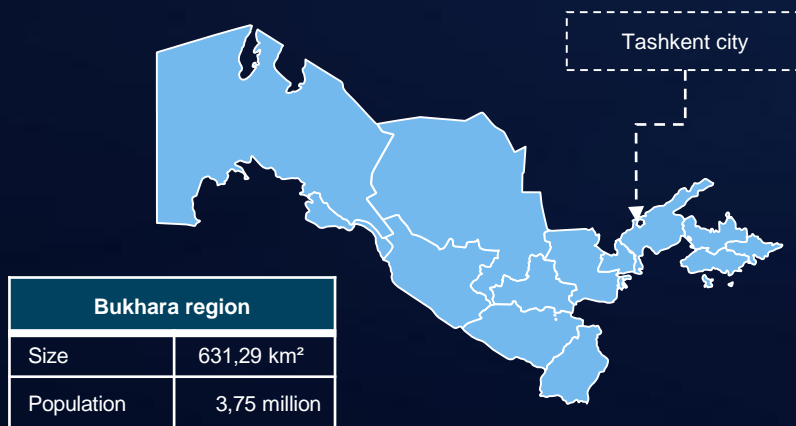 Tashkent city
Bukhara region
Size 631,29 km²
Population 3,75 million